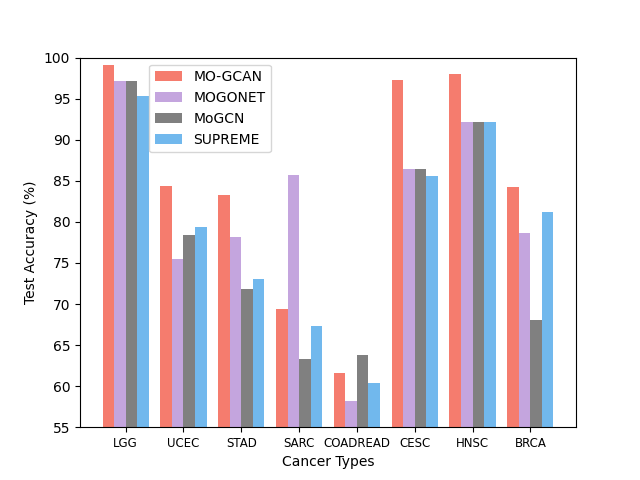 100
95
90
85
80
75
70
65
60
55
Test Accuracy (%)
MO-GCAN
MOGONET
MoGCN
SUPREME
LGG UCEC STAD SARC COADREAD CESC HNSC BRCA
Cancer Types